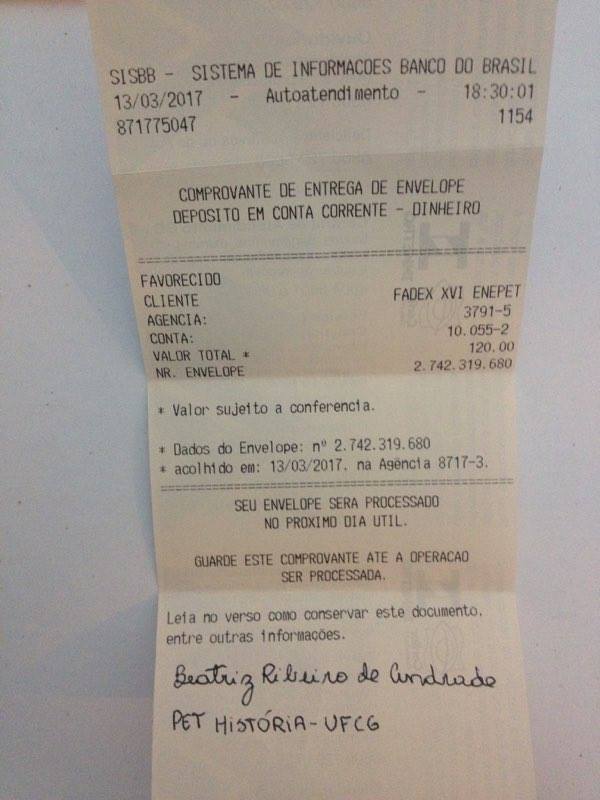 SISBB - SISTEMA DE INFORMACOES BANCO DO BRASIL
13/03/2017 - Autoatendimento - 18:30:01
871775047 1154
COMPROVANTE DE ENTREGA DE ENVELOPE
DEPOSITO EM CONTA CORRENTE - DINHEIRO
FAVORECIDO
CLIENTE FADEX XVI ENEPET
AGENCIA: 3791-5
CONTA: 10.055-2
VALOR TOTAL * 120.00
NR. ENVELOPE 2.742.319.680
* Valor sujeito a conferencia.
* Dados do Envelope: nº 2.742.319.680
* acolhido em: 13/03/2017, na Agência 8717-3.
SEU ENVELOPE SERA PROCESSADO
NO PROXIMO DIA UTIL.
GUARDE ESTE COMPROVANTE ATE A OPERACAO
SER PROCESSADA.
Leia no verso como conservar este documento,
entre outras informações.
Beatriz Ribeiro de Andrade
PET HISTÓRIA - UFCG